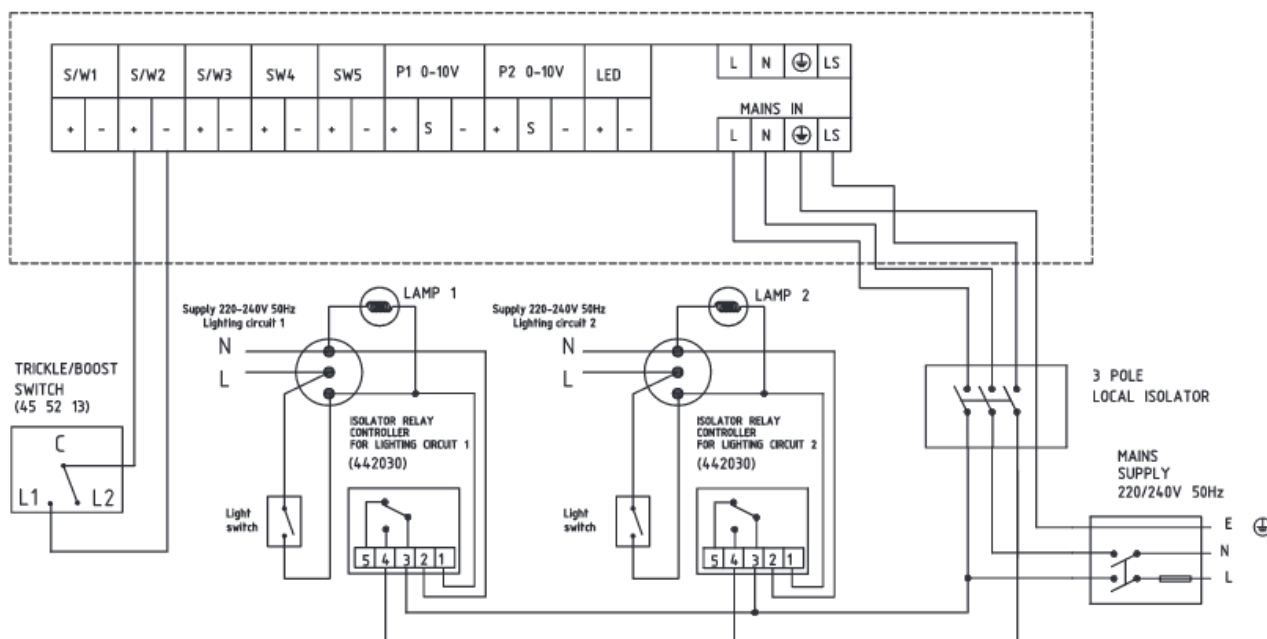 S/W1 S/W2 S/W3 SW4 SW5 P1 0-10V P2 0-10V LED L N LS
MAINS IN
+ - + - + - + - + - + S - + S - + - L N LS
LAMP 1
Supply 220-240V 50Hz
Lighting circuit 1
N
L
LAMP 2
Supply 220-240V 50Hz
Lighting circuit 2
N
L
TRICKLE/BOOST
SWITCH
(45 52 13)
C
L1 L2
ISOLATOR RELAY
CONTROLLER
FOR LIGHTING CIRCUIT 1
(442030)
Light
switch
5 4 3 2 1
ISOLATOR RELAY
CONTROLLER
FOR LIGHTING CIRCUIT 2
(442030)
Light
switch
5 4 3 2 1
3 POLE
LOCAL ISOLATOR
MAINS
SUPPLY
220/240V 50Hz
E
N
L